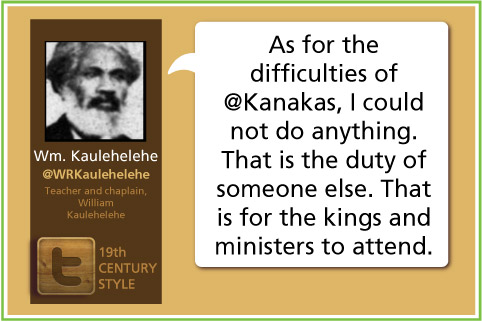 Wm. Kaulehelehe
@WRKaulehelehe
Teacher and chaplain,
William
Kaulehelehe
t
19th
CENTURY
STYLE
As for the
difficulties of
@Kanakas, I could
not do anything.
That is the duty of
someone else. That
is for the kings and
ministers to attend.